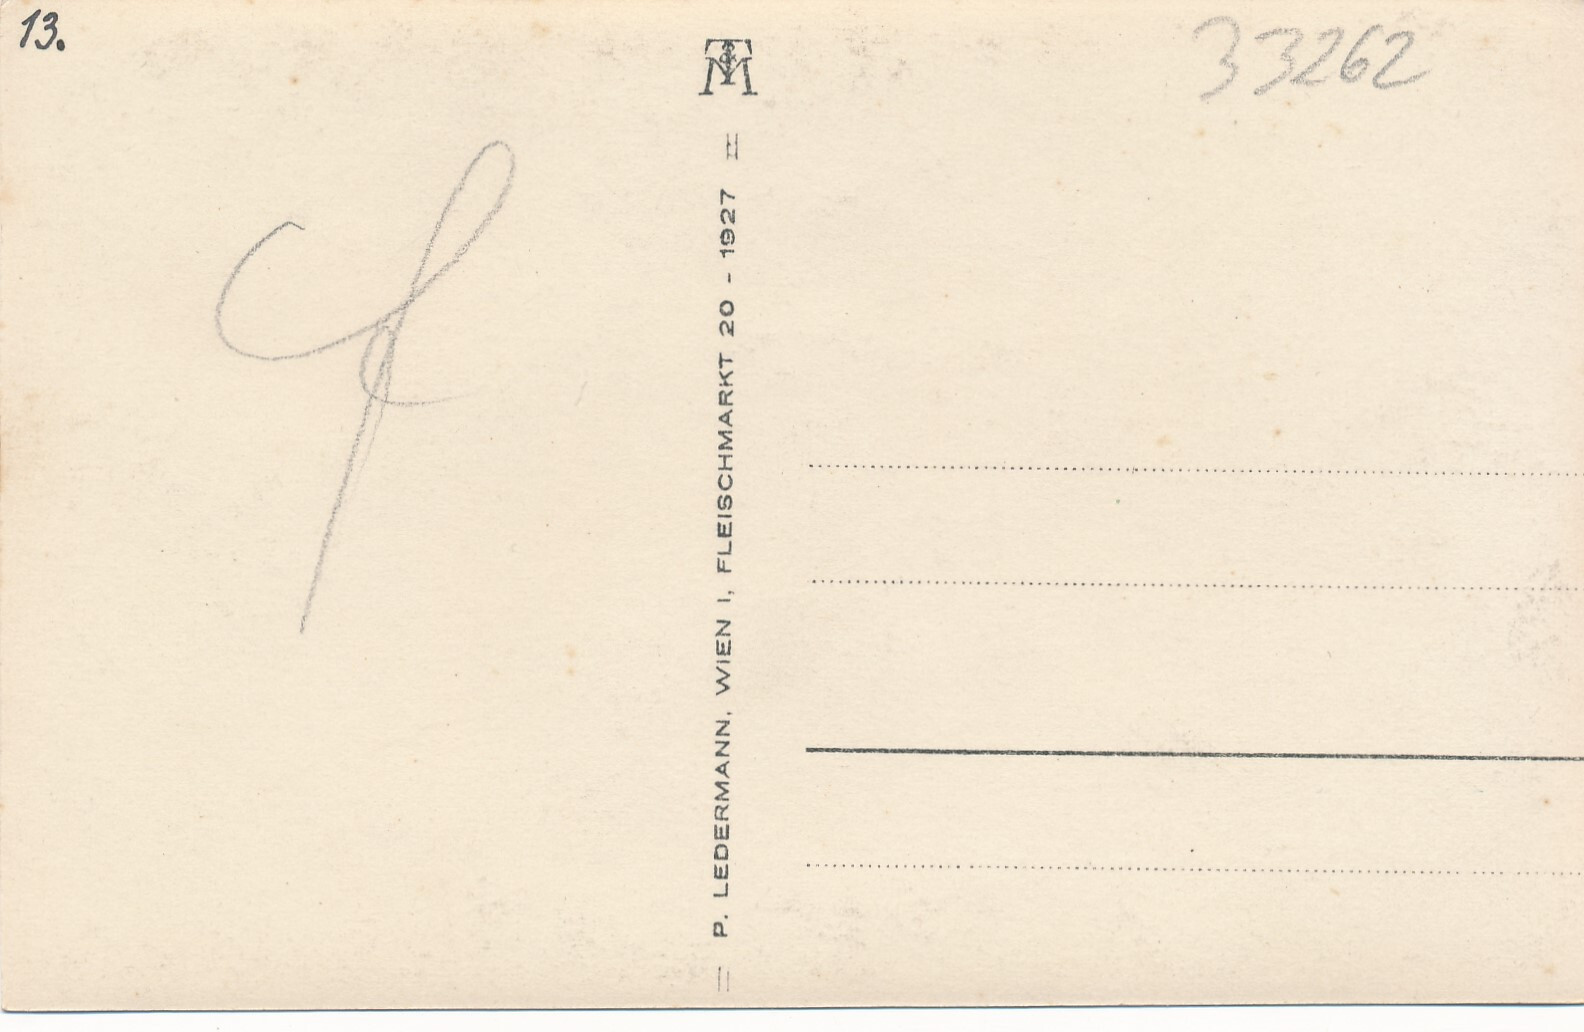 13.
33262
P. LEDERMANN, WIEN I, FLEISCHMARKT 20 - 1927